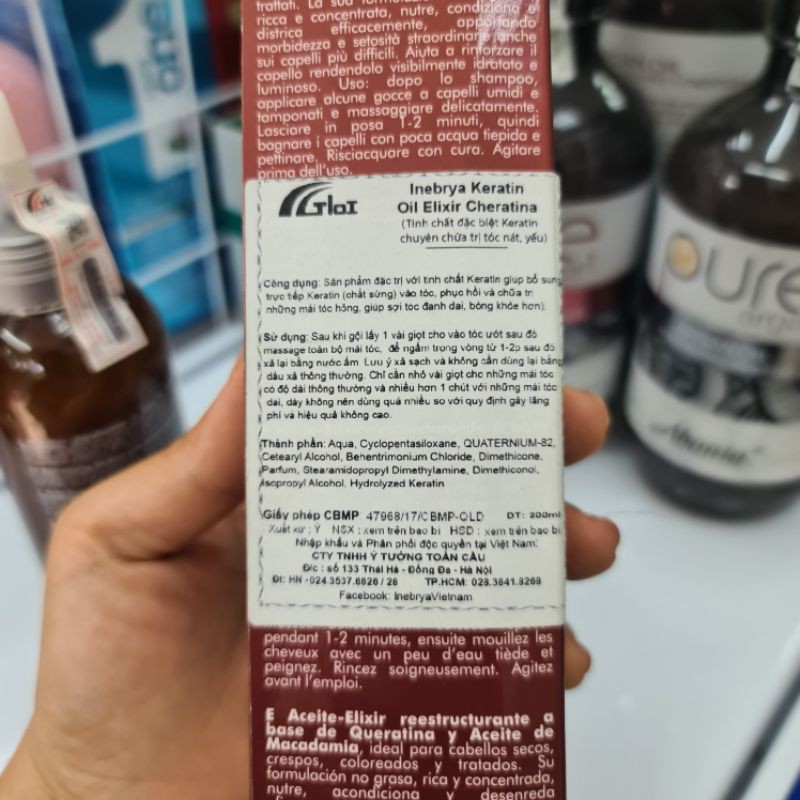 trattati. La sua formulazione
ricca e concentrata, nutre, condiziona e
districa efficacemente, apportando
morbidezza e setosità straordinarie anche
sui capelli più difficili. Aiuta a rinforzare il
capello rendendolo visibilmente idratato e
luminoso. Uso: dopo lo shampoo,
applicare alcune gocce a capelli umidi e
tamponati e massaggiare delicatamente.
Lasciare in posa 1-2 minuti, quindi
bagnare i capelli con poca acqua tiepida e
pettinare. Risciacquare con cura. Agitare
prima dell'uso.
GloI
Inebrya Keratin
Oil Elixir Cheratina
(Tinh chất đặc biệt Keratin
chuyên chữa trị tóc nát, yếu)
Công dụng: Sản phẩm đặc trị với tinh chất Keratin giúp bổ sung
trực tiếp Keratin (chất sừng) vào tóc, phục hồi và chữa trị
những mái tóc hỏng, giúp sợi tóc đanh dai, bóng khỏe hơn).
Sử dụng: Sau khi gội lấy 1 vài giọt cho vào tóc ướt sau đó
massage toàn bộ mái tóc, để ngấm trong vòng từ 1-2p sau đó
xả lại bằng nước ấm. Lưu ý xả sạch và không cần dùng lại bằng
dầu xả thông thường. Chỉ cần nhỏ vài giọt cho những mái tóc
có độ dài thông thường và nhiều hơn 1 chút với những mái tóc
dài, dày không nên dùng quá nhiều so với quy định gây lãng
phí và hiệu quả không cao.
Thành phần: Aqua, Cyclopentasiloxane, QUATERNIUM-82,
Cetearyl Alcohol, Behentrimonium Chloride, Dimethicone,
Parfum, Stearamidopropyl Dimethylamine, Dimethiconol,
Isopropyl Alcohol, Hydrolyzed Keratin
Giấy phép CBMP: 47968/17/CBMP-QLD DT: 200ml
Xuất xứ: Ý NSX: xem trên bao bì HSD: xem trên bao bì
Nhập khẩu và Phân phối độc quyền tại Việt Nam:
CTY TNHH Ý TƯỞNG TOÀN CẦU
Đ/c: số 133 Thái Hà - Đống Đa - Hà Nội
Đt: HN -024.3537.6626 / 28 TP.HCM: 028.3841.8268
Facebook: InebryaVietnam
pendant 1-2 minutes, ensuite mouillez les
cheveux avec un peu d'eau tiède et
peignez. Rincez soigneusement. Agitez
avant l'emploi.
E Aceite-Elixir reestructurante a
base de Queratina y Aceite de
Macadamia, ideal para cabellos secos,
crespos, coloreados y tratados. Su
formulación no grasa, rica y concentrada,
nutre, acondiciona y desenreda
one
pure